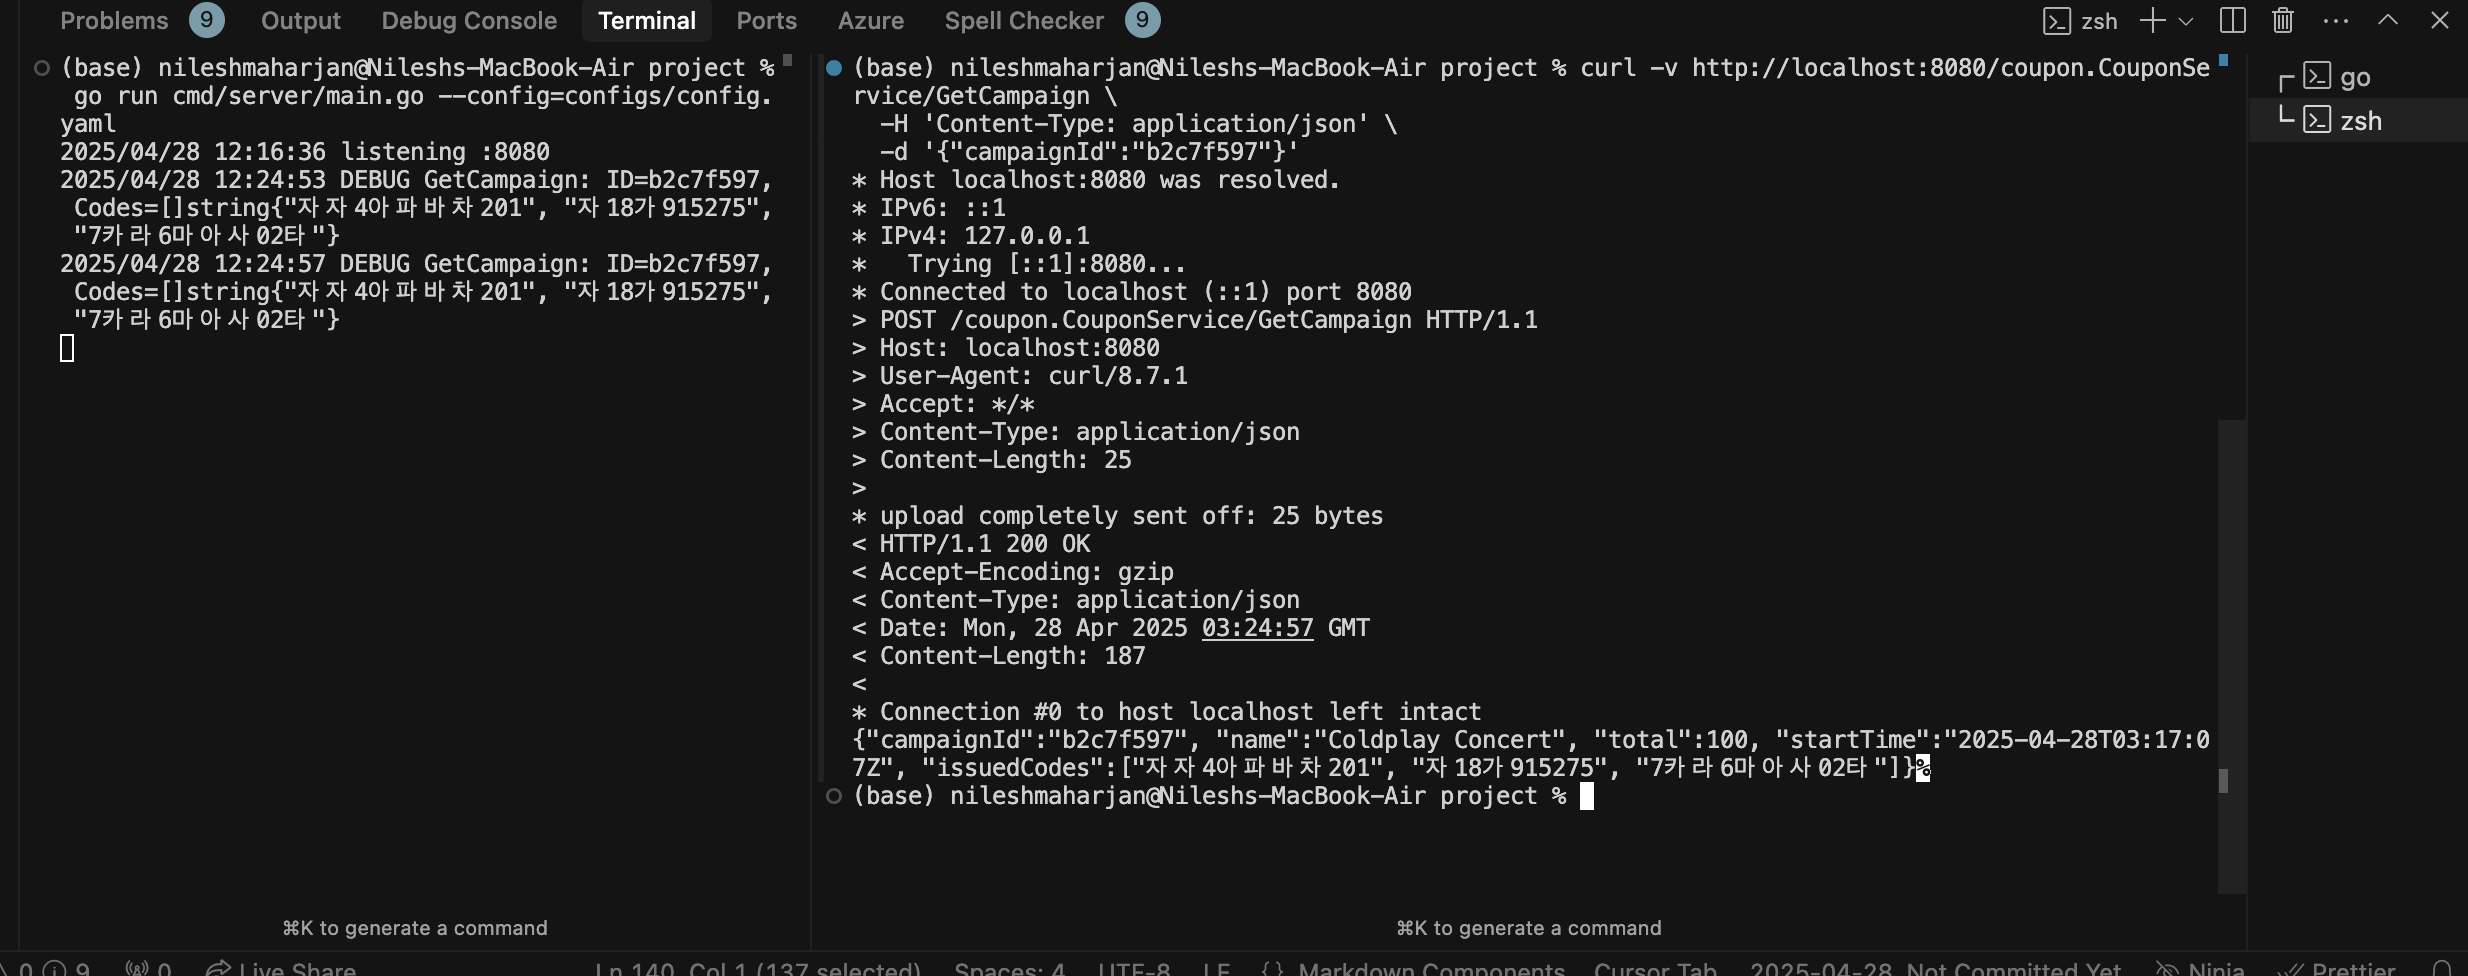 Problems 9 Output Debug Console Terminal Ports Azure Spell Checker 9 zsh
(base) nileshmaharjan@Nileshs-MacBook-Air project %
go run cmd/server/main.go --config=configs/config.
yaml
2025/04/28 12:16:36 listening :8080
2025/04/28 12:24:53 DEBUG GetCampaign: ID=b2c7f597,
Codes=[]string{"자자4아파바차201", "자18가915275",
"7카라6마아사02타"}
2025/04/28 12:24:57 DEBUG GetCampaign: ID=b2c7f597,
Codes=[]string{"자자4아파바차201", "자18가915275",
"7카라6마아사02타"}
⌘K to generate a command
(base) nileshmaharjan@Nileshs-MacBook-Air project % curl -v http://localhost:8080/coupon.CouponSe
rvice/GetCampaign \
-H 'Content-Type: application/json' \
-d '{"campaignId":"b2c7f597"}'
* Host localhost:8080 was resolved.
* IPv6: ::1
* IPv4: 127.0.0.1
*   Trying [::1]:8080...
* Connected to localhost (::1) port 8080
> POST /coupon.CouponService/GetCampaign HTTP/1.1
> Host: localhost:8080
> User-Agent: curl/8.7.1
> Accept: */*
> Content-Type: application/json
> Content-Length: 25
>
* upload completely sent off: 25 bytes
< HTTP/1.1 200 OK
< Accept-Encoding: gzip
< Content-Type: application/json
< Date: Mon, 28 Apr 2025 03:24:57 GMT
< Content-Length: 187
<
* Connection #0 to host localhost left intact
{"campaignId":"b2c7f597", "name":"Coldplay Concert", "total":100, "startTime":"2025-04-28T03:17:0
7Z", "issuedCodes":["자자4아파바차201", "자18가915275", "7카라6마아사02타"]}%
(base) nileshmaharjan@Nileshs-MacBook-Air project %
⌘K to generate a command
go
zsh
0 9 0 Live Share Ln 140, Col 1 (137 selected) Spaces: 4 UTF-8 LF {} Markdown Components Cursor Tab 2025-04-28 Not Committed Yet Ninja Prettier